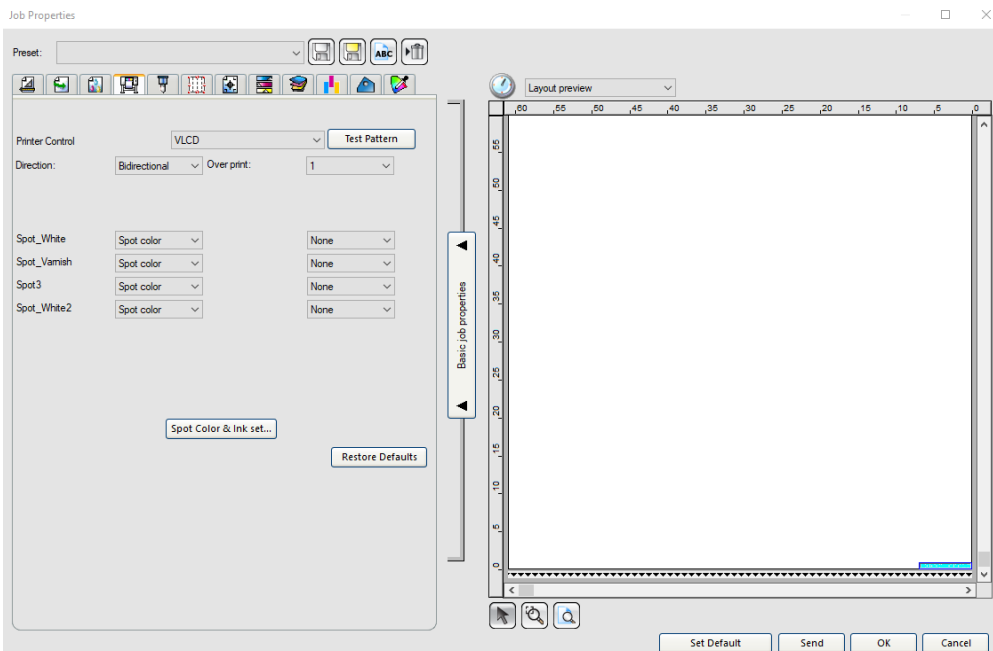 Job Properties
Preset:
ABC
Layout preview
60 55 50 45 40 35 30 25 20 15 10 5 0
Printer Control VLCD Test Pattern
Direction: Bidirectional Over print: 1
Spot_White Spot color None
Spot_Varnish Spot color None
Spot3 Spot color None
Spot_White2 Spot color None
Spot Color & Ink set...
Restore Defaults
Basic job properties
55
50
45
40
35
30
25
20
15
10
5
0
Set Default Send OK Cancel